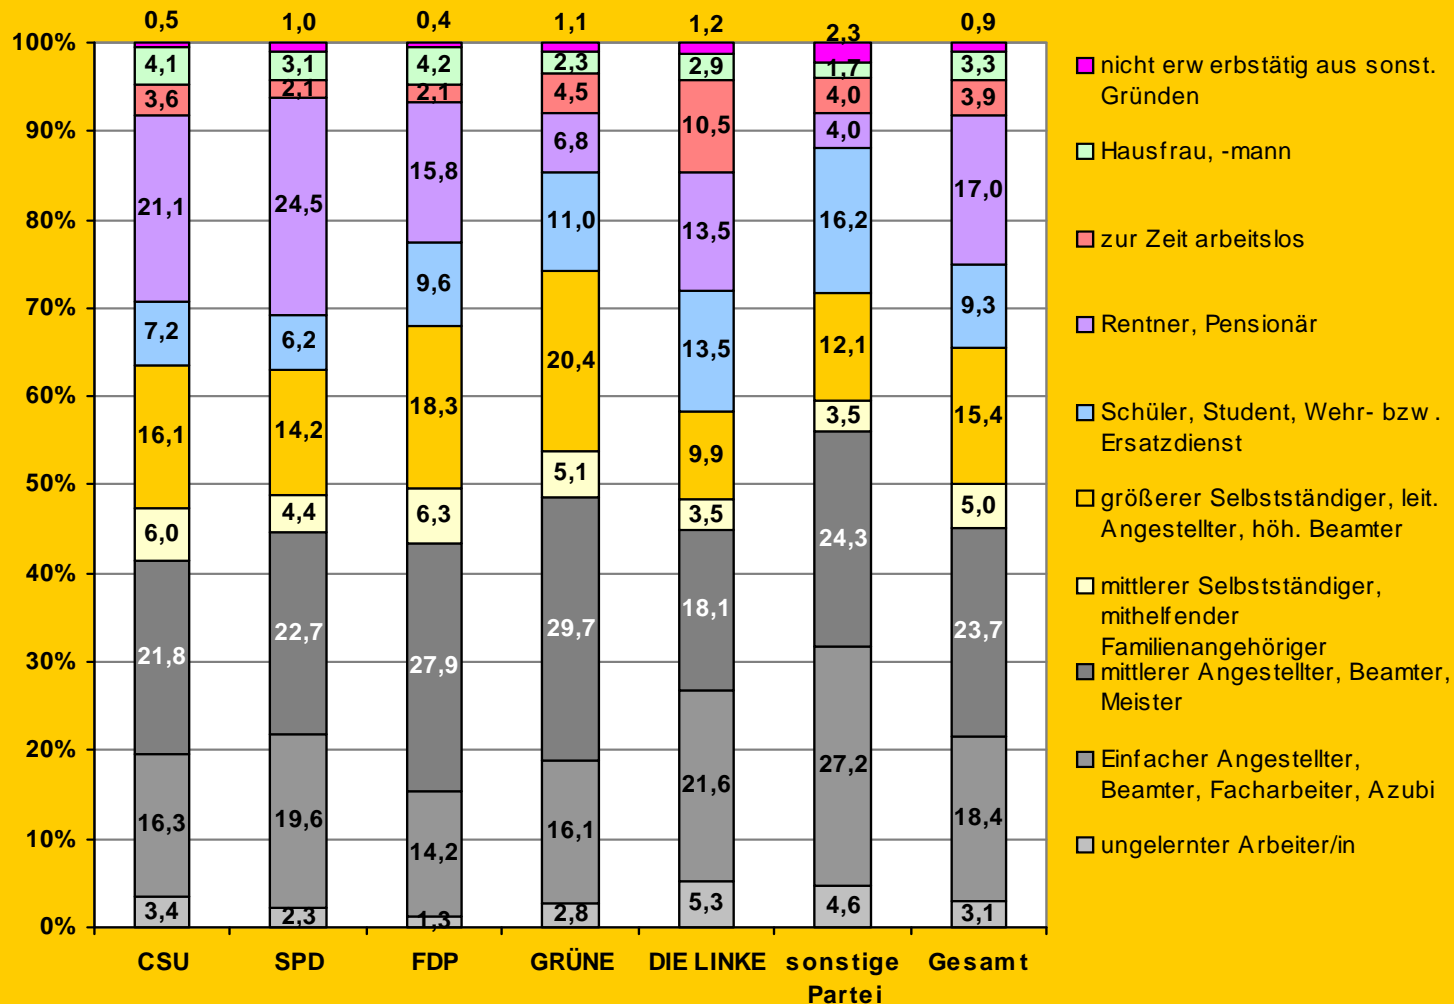 0,5 1,0 0,4 1,1 1,2 2,3 0,9
100%
4,1 3,1 4,2 2,3 2,9 1,7 3,3
3,6 2,1 2,1 4,5 10,5 4,0 3,9
90%
21,1 24,5 15,8 6,8 13,5 4,0 17,0
80%
7,2 6,2 9,6 11,0 13,5 16,2 9,3
70%
16,1 14,2 18,3 20,4 9,9 12,1 15,4
60%
6,0 4,4 6,3 5,1 3,5 3,5 5,0
50%
21,8 22,7 27,9 29,7 18,1 24,3 23,7
40%
30%
16,3 19,6 14,2 16,1 21,6 27,2 18,4
20%
10%
3,4 2,3 1,3 2,8 5,3 4,6 3,1
0%
CSU SPD FDP GRÜNE DIE LINKE sonstige Gesamt
Partei
nicht erwerbstätig aus sonst.
Gründen
Hausfrau, -mann
zur Zeit arbeitslos
Rentner, Pensionär
Schüler, Student, Wehr- bzw.
Ersatzdienst
größerer Selbstständiger, leit.
Angestellter, höh. Beamter
mittlerer Selbstständiger,
mithelfender
Familienangehöriger
mittlerer Angestellter, Beamter,
Meister
Einfacher Angestellter,
Beamter, Facharbeiter, Azubi
ungelernter Arbeiter/in